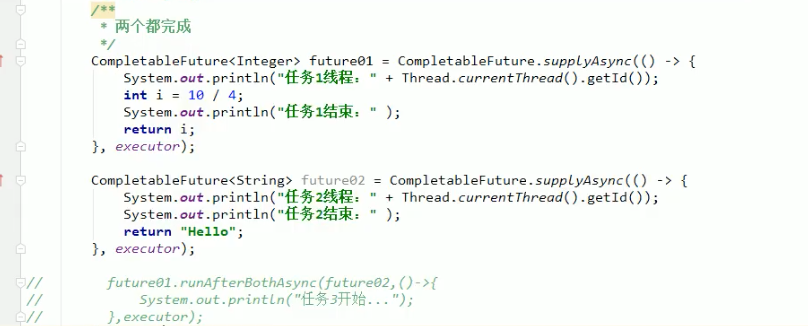 /**
 * 两个都完成
 */
CompletableFuture<Integer> future01 = CompletableFuture.supplyAsync(() -> {
    System.out.println("任务1线程：" + Thread.currentThread().getId());
    int i = 10 / 4;
    System.out.println("任务1结束：" );
    return i;
}, executor);
CompletableFuture<String> future02 = CompletableFuture.supplyAsync(() -> {
    System.out.println("任务2线程：" + Thread.currentThread().getId());
    System.out.println("任务2结束：" );
    return "Hello";
}, executor);
//        future01.runAfterBothAsync(future02,()->{
//            System.out.println("任务3开始...");
//        },executor);